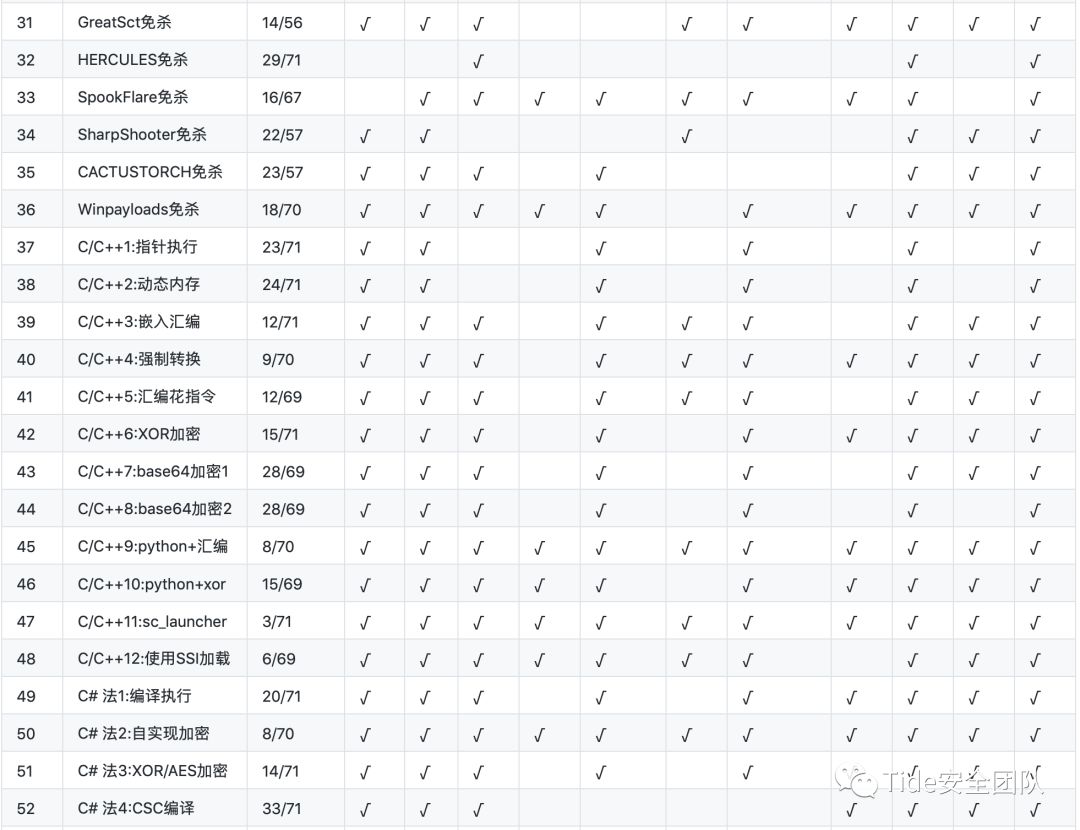 31 GreatSct免杀 14/56 √ √ √ √ √ √ √ √ √
32 HERCULES免杀 29/71 √ √ √
33 SpookFlare免杀 16/67 √ √ √ √ √ √ √ √ √
34 SharpShooter免杀 22/57 √ √ √ √ √ √
35 CACTUSTORCH免杀 23/57 √ √ √ √ √ √ √
36 Winpayloads免杀 18/70 √ √ √ √ √ √ √ √ √ √
37 C/C++1:指针执行 23/71 √ √ √ √ √ √
38 C/C++2:动态内存 24/71 √ √ √ √ √ √
39 C/C++3:嵌入汇编 12/71 √ √ √ √ √ √ √ √ √
40 C/C++4:强制转换 9/70 √ √ √ √ √ √ √ √ √ √
41 C/C++5:汇编花指令 12/69 √ √ √ √ √ √ √ √ √
42 C/C++6:XOR加密 15/71 √ √ √ √ √ √ √ √ √
43 C/C++7:base64加密1 28/69 √ √ √ √ √ √ √ √
44 C/C++8:base64加密2 28/69 √ √ √ √ √ √ √
45 C/C++9:python+汇编 8/70 √ √ √ √ √ √ √ √ √ √ √
46 C/C++10:python+xor 15/69 √ √ √ √ √ √ √ √ √ √
47 C/C++11:sc_launcher 3/71 √ √ √ √ √ √ √ √ √ √ √
48 C/C++12:使用SSI加载 6/69 √ √ √ √ √ √ √ √ √ √
49 C# 法1:编译执行 20/71 √ √ √ √ √ √ √ √ √
50 C# 法2:自实现加密 8/70 √ √ √ √ √ √ √ √ √ √ √
51 C# 法3:XOR/AES加密 14/71 √ √ √ √ √ √ √ √ √
52 C# 法4:CSC编译 33/71 √ √ √ √ √ √ √
Tide安全团队